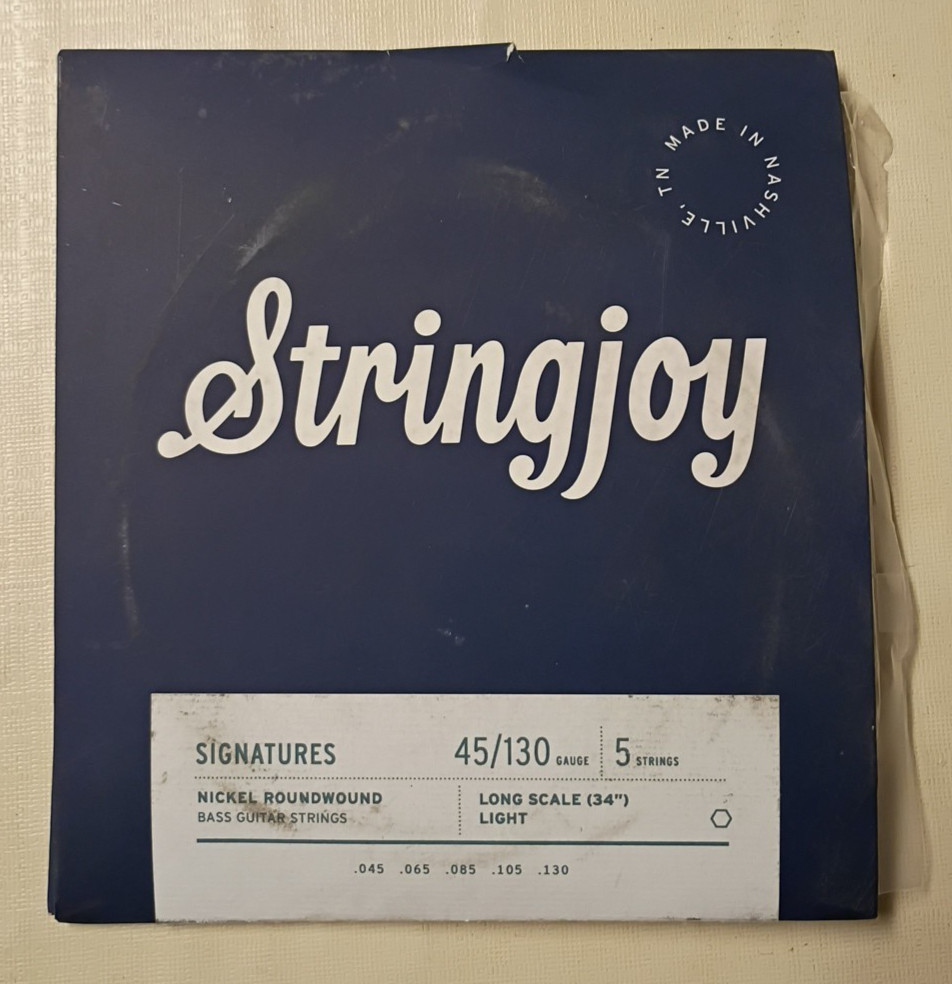 MADE IN NASHVILLE, TN
Stringjoy
SIGNATURES 45/130 GAUGE 5 STRINGS
NICKEL ROUNDWOUND LONG SCALE (34")
BASS GUITAR STRINGS LIGHT
.045 .065 .085 .105 .130